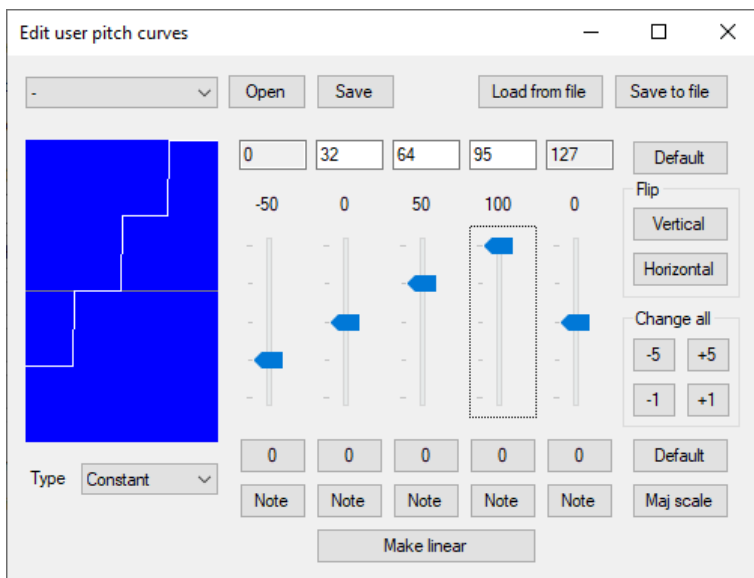 Edit user pitch curves
- Open Save Load from file Save to file
0 32 64 95 127 Default
Flip
-50 0 50 100 0
Vertical
Horizontal
Change all
-5 +5
-1 +1
0 0 0 0 0 Default
Type Constant
Note Note Note Note Note Maj scale
Make linear